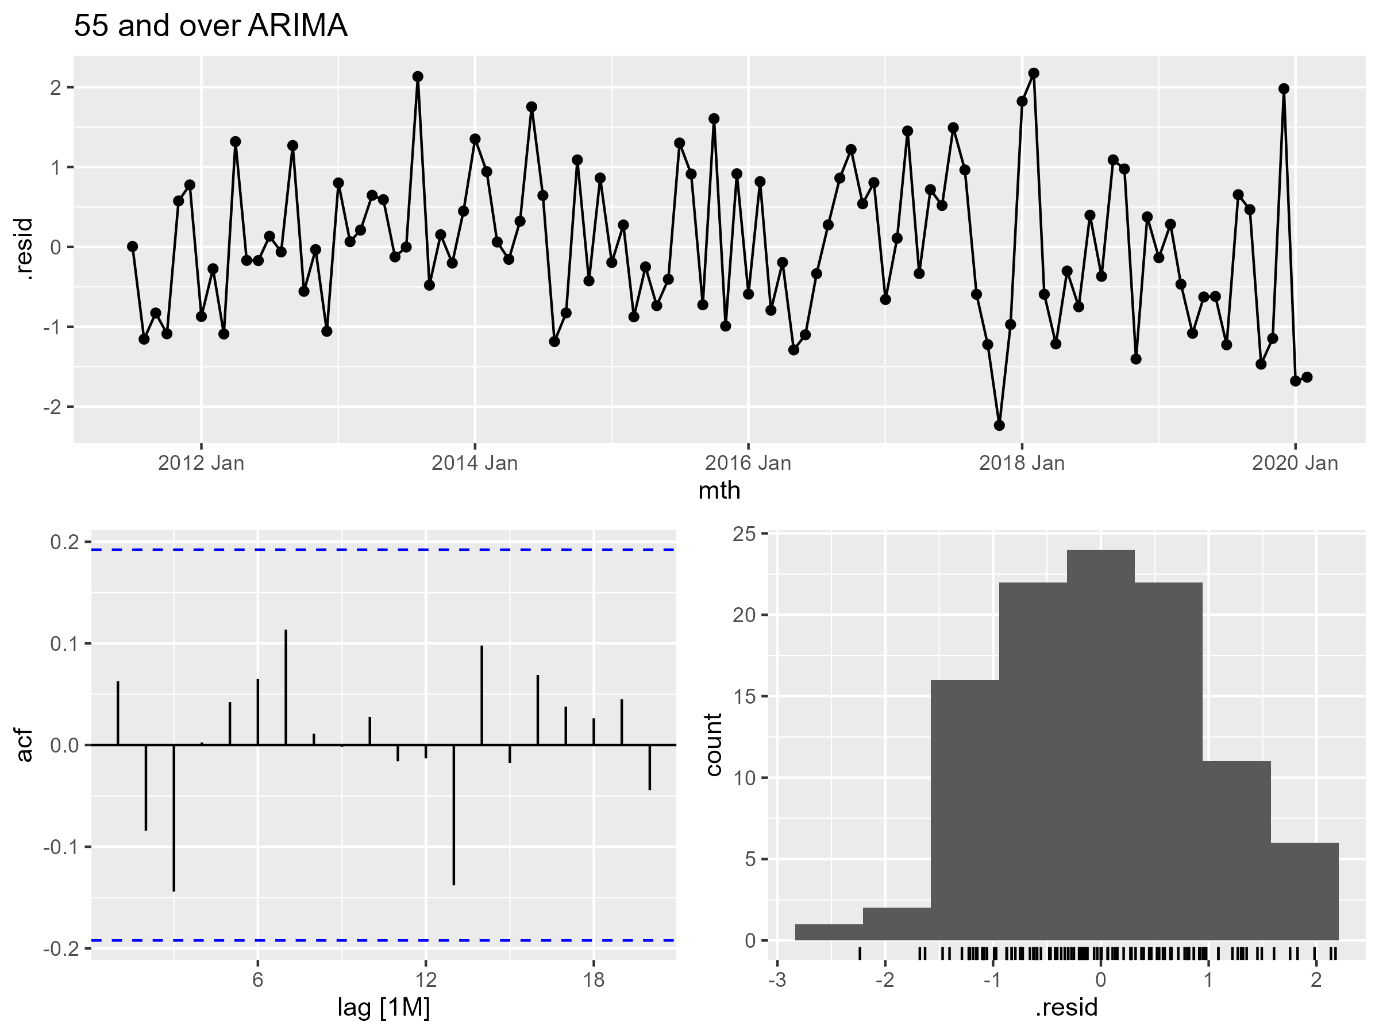 55 and over ARIMA
2
1
0
-1
-2
.resid
2012 Jan 2014 Jan 2016 Jan 2018 Jan 2020 Jan
mth
0.2
0.1
0.0
-0.1
-0.2
acf
6 12 18
lag [1M]
25
20
15
10
5
0
count
-3 -2 -1 0 1 2
.resid